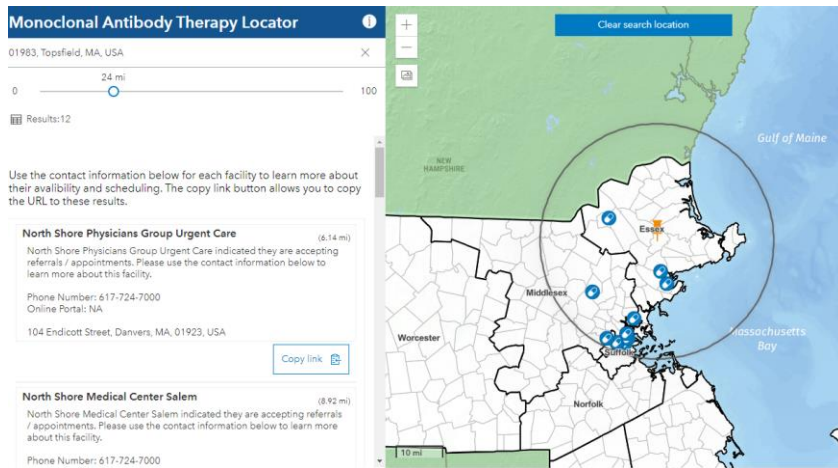 Monoclonal Antibody Therapy Locator
01983, Topsfield, MA, USA
24 mi
0
100
Results:12
Use the contact information below for each facility to learn more about
their avalibility and scheduling. The copy link button allows you to copy
the URL to these results.
North Shore Physicians Group Urgent Care
(6.14 mi)
North Shore Physicians Group Urgent Care indicated they are accepting
referrals / appointments. Please use the contact information below to
learn more about this facility.
Phone Number: 617-724-7000
Online Portal: NA
104 Endicott Street, Danvers, MA, 01923, USA
Copy link
North Shore Medical Center Salem
(8.92 mi)
North Shore Medical Center Salem indicated they are accepting referrals
/ appointments. Please use the contact information below to learn more
about this facility.
Phone Number: 617-724-7000
Clear search location
Gulf of Maine
NEW
HAMPSHIRE
Essex
Middlesex
Worcester
Suffolk
Massachusetts
Bay
Norfolk
10 mi